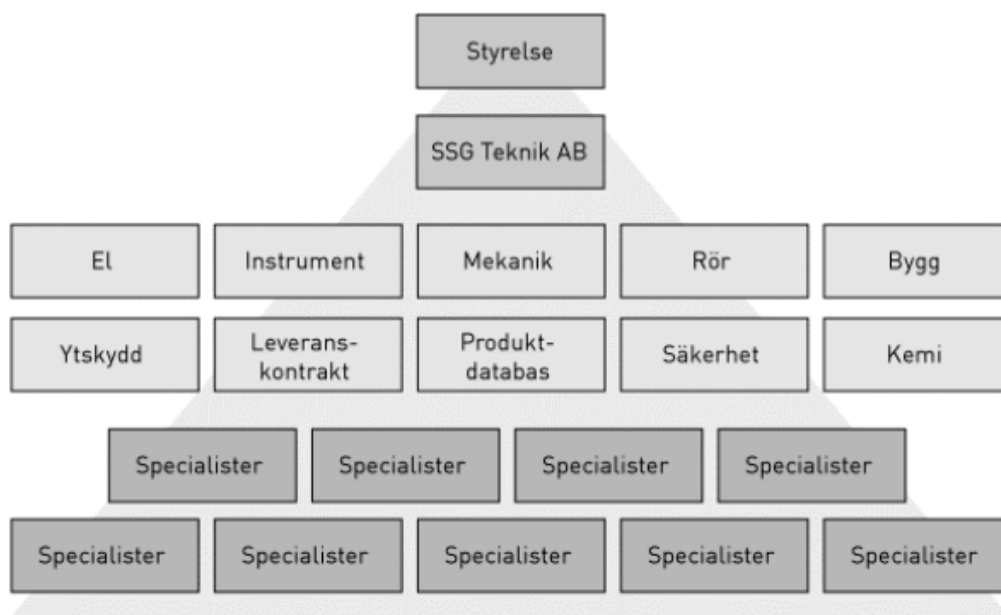 Styrelse
SSG Teknik AB
El
Instrument
Mekanik
Rör
Bygg
Ytskydd
Leverans-
kontrakt
Produkt-
databas
Säkerhet
Kemi
Specialister
Specialister
Specialister
Specialister
Specialister
Specialister
Specialister
Specialister
Specialister